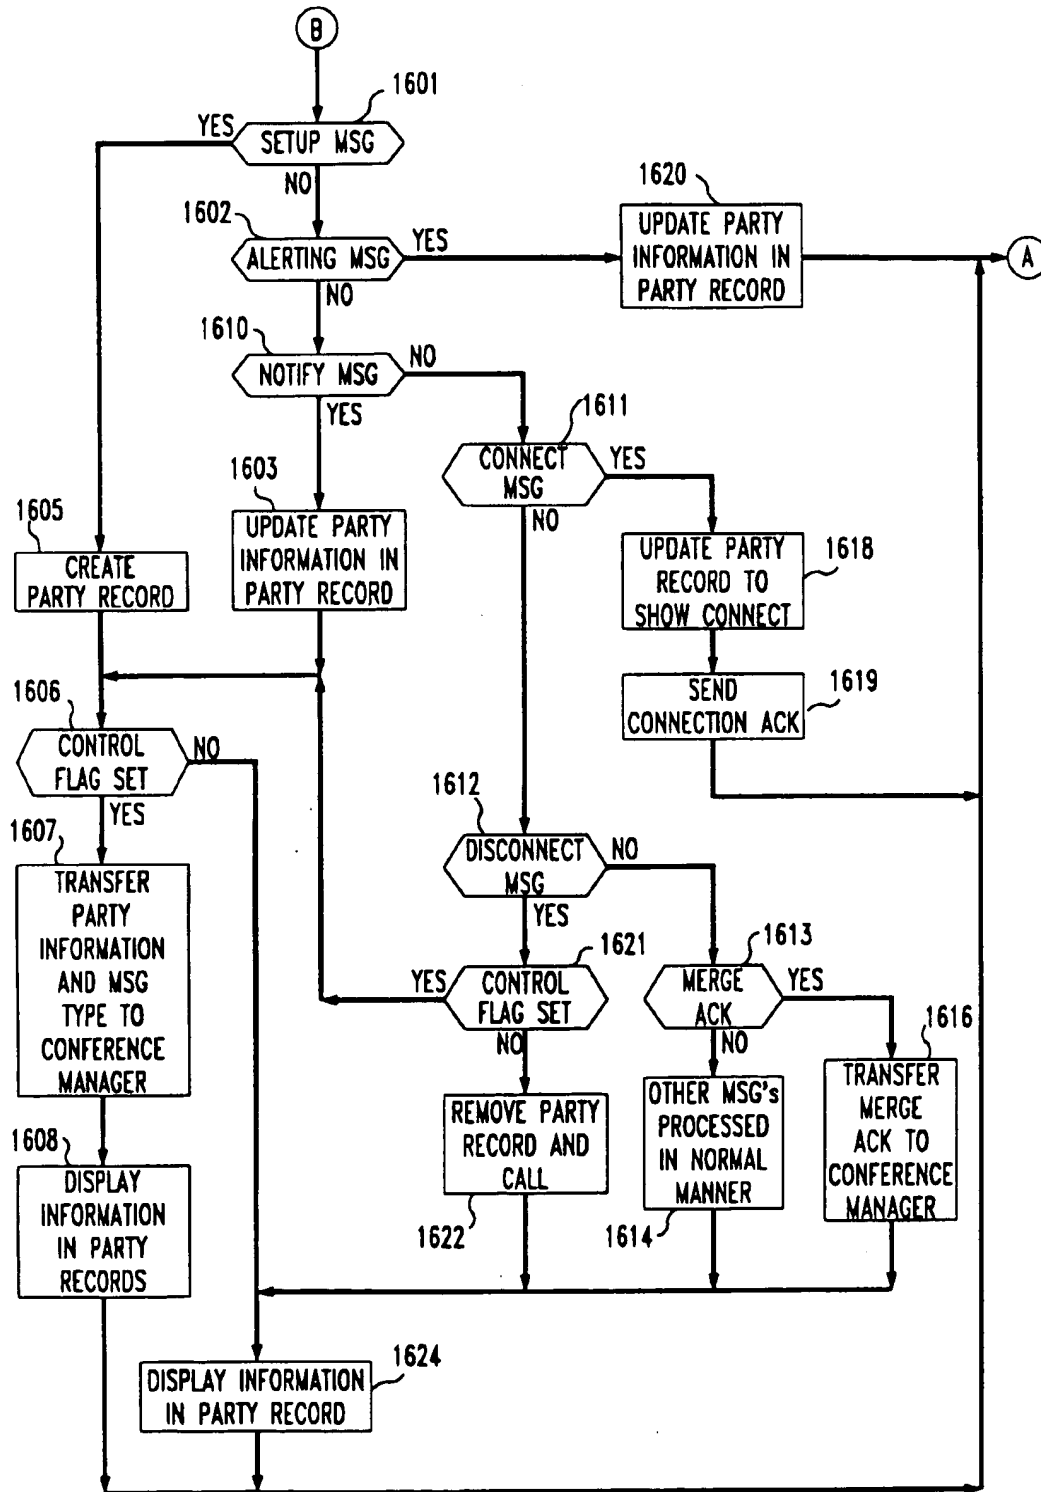 B
1601
YES
SETUP MSG
NO
1602
ALERTING MSG
YES
NO
1620
UPDATE PARTY
INFORMATION IN
PARTY RECORD
A
1610
NOTIFY MSG
NO
YES
1611
CONNECT
MSG
YES
NO
1603
UPDATE PARTY
INFORMATION IN
PARTY RECORD
1605
CREATE
PARTY RECORD
UPDATE PARTY
RECORD TO
SHOW CONNECT
1618
SEND
CONNECTION ACK
1619
1606
CONTROL
FLAG SET
NO
YES
1612
DISCONNECT
MSG
NO
YES
1607
TRANSFER
PARTY
INFORMATION
AND MSG
TYPE TO
CONFERENCE
MANAGER
1621
YES
CONTROL
FLAG SET
NO
1613
MERGE
ACK
YES
NO
1616
TRANSFER
MERGE
ACK TO
CONFERENCE
MANAGER
REMOVE PARTY
RECORD AND
CALL
1622
OTHER MSG's
PROCESSED
IN NORMAL
MANNER
1614
1608
DISPLAY
INFORMATION
IN PARTY
RECORDS
DISPLAY INFORMATION
IN PARTY RECORD
1624